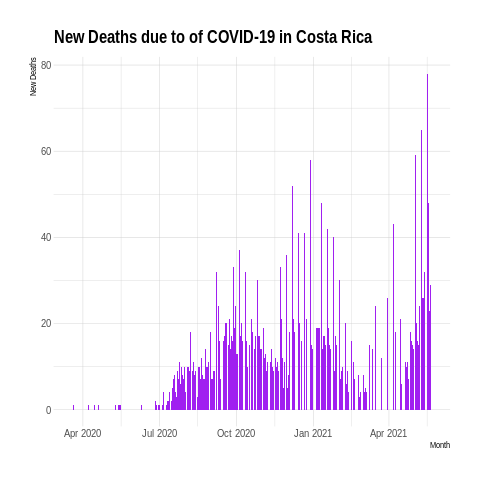 New Deaths due to of COVID-19 in Costa Rica
New Deaths
80
60
40
20
0
Apr 2020 Jul 2020 Oct 2020 Jan 2021 Apr 2021
Month